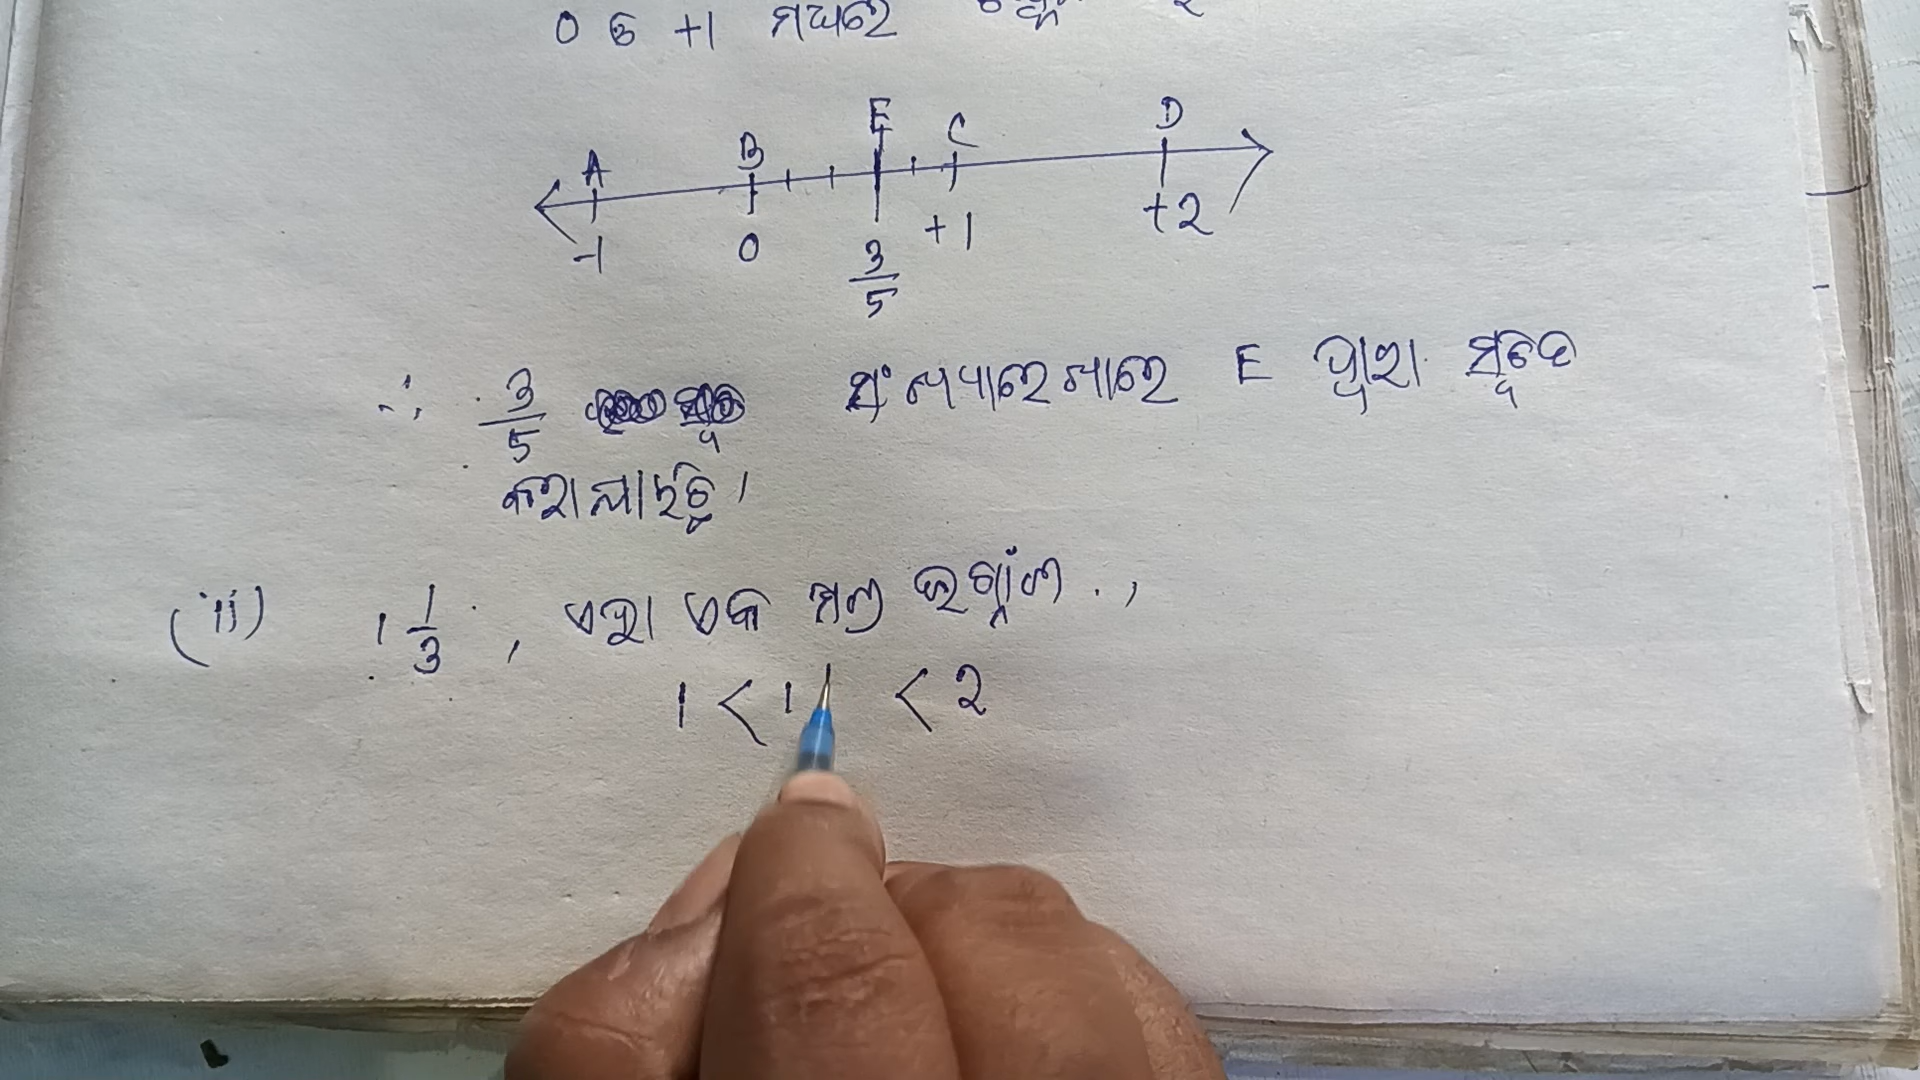 0 ଓ +1 ମଧ୍ୟରେ
A B E C D
-1 0 3/5 +1 +2
∴ 3/5 ସଂଖ୍ୟାରେଖାରେ E ଦ୍ୱାରା ସୂଚିତ
କରାଯାଇଛି ।
(ii) 1 1/3 , ଏହା ଏକ ମିଶ୍ର ଭଗ୍ନାଂଶ . ,
1 < 1 < 2